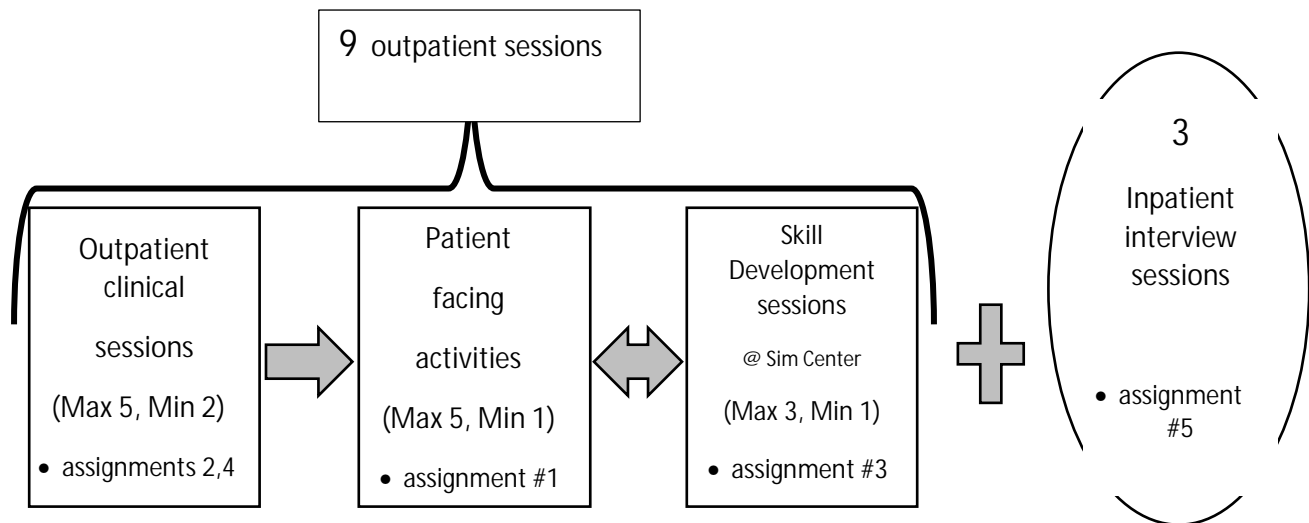 9 outpatient sessions
Outpatient
clinical
sessions
(Max 5, Min 2)
• assignments 2,4
Patient
facing
activities
(Max 5, Min 1)
• assignment #1
Skill
Development
sessions
@ Sim Center
(Max 3, Min 1)
• assignment #3
3
Inpatient
interview
sessions
• assignment
#5